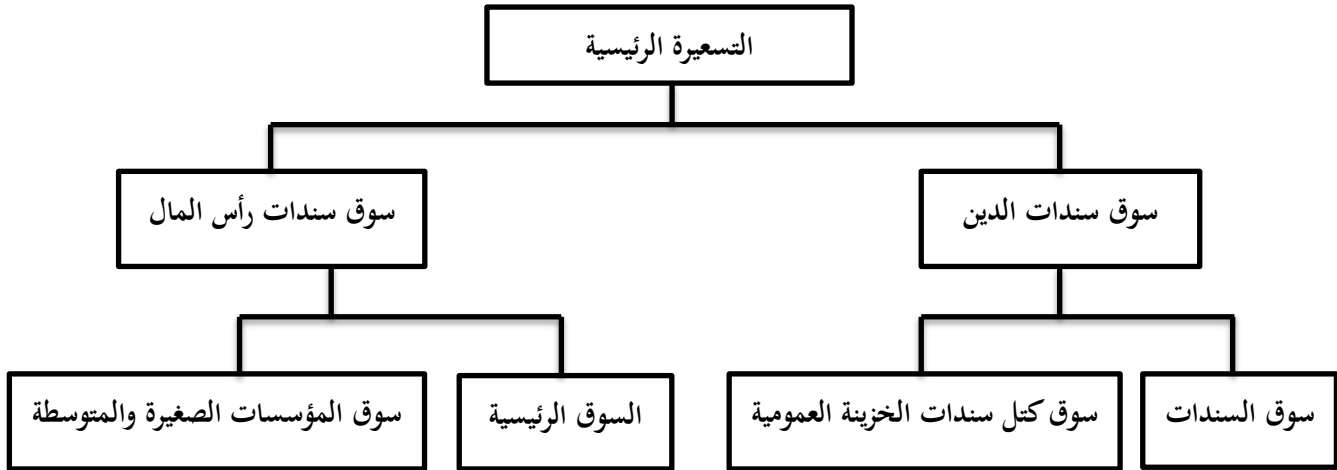 التسعيرة الرئيسية
سوق سندات الدين
سوق سندات رأس المال
سوق السندات
سوق كتل سندات الخزينة العمومية
السوق الرئيسية
سوق المؤسسات الصغيرة والمتوسطة